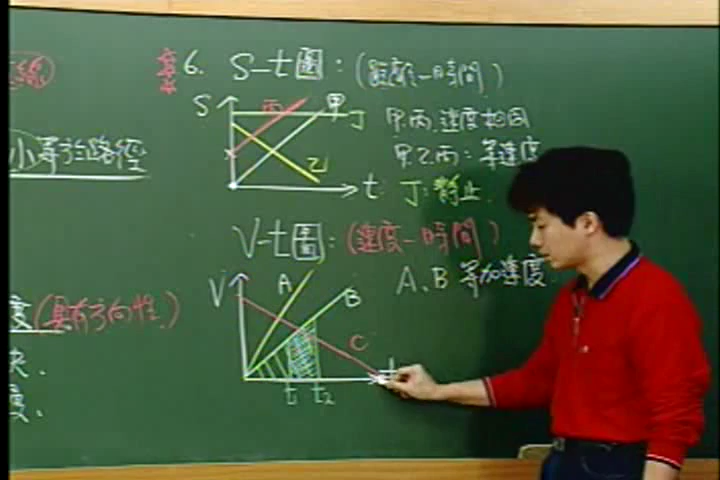 6. S-t圖：(距離－時間)
S
丙
甲
丁
乙
t
甲、丙：速度相同
甲、乙、丙：等速度
丁：靜止.
小等於路徑
V-t圖：(速度－時間)
V
A
B
C
t
t₂
A、B 等加速度
度(具有方向性)
度.